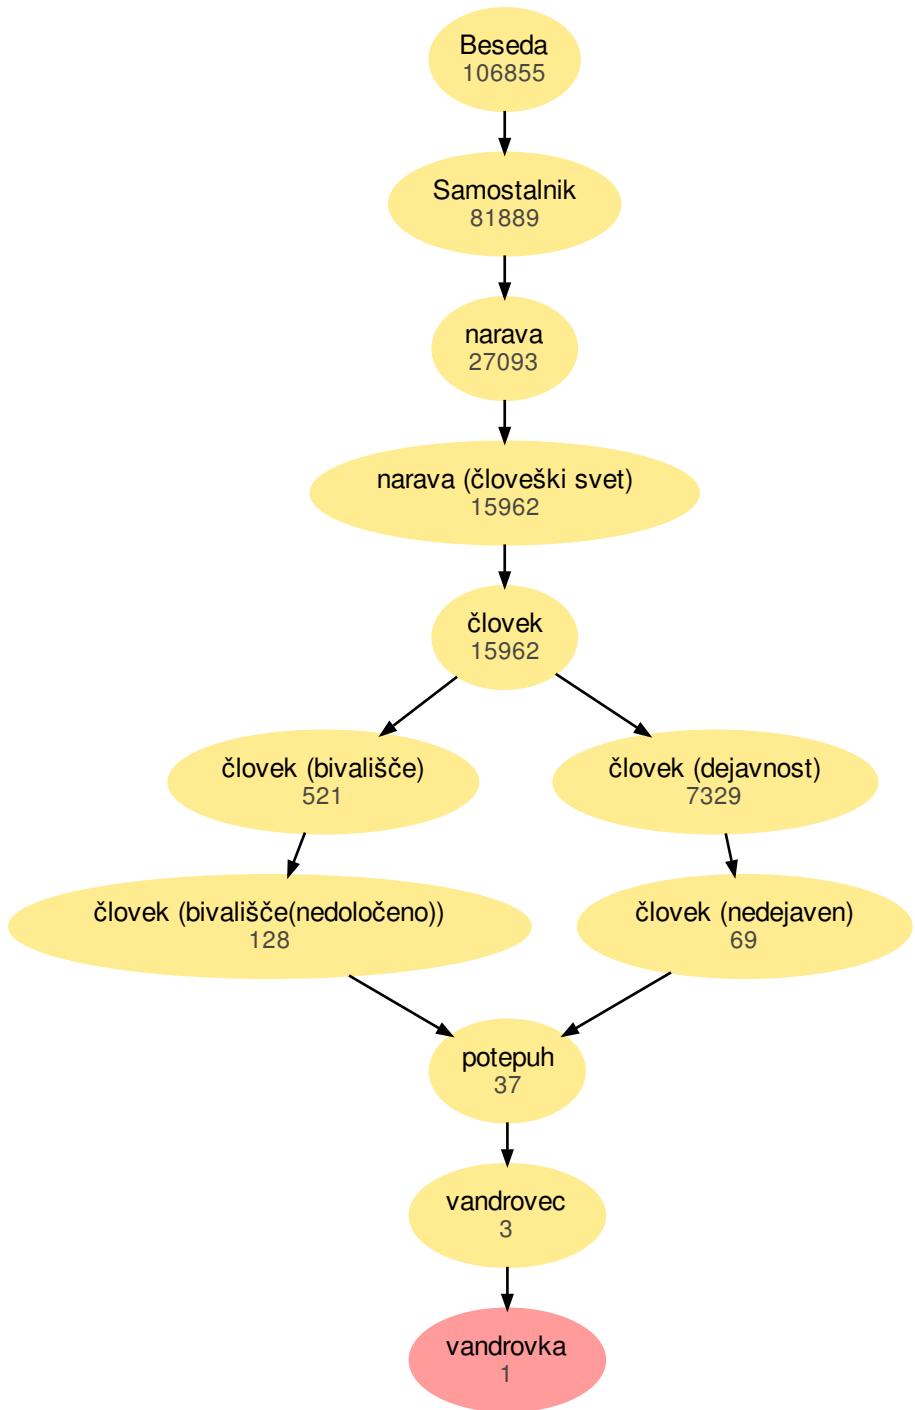 Beseda
106855
Samostalnik
81889
narava
27093
narava (človeški svet)
15962
človek
15962
človek (bivališče)
521
človek (dejavnost)
7329
človek (bivališče(nedoločeno))
128
človek (nedejaven)
69
potepuh
37
vandrovec
3
vandrovka
1